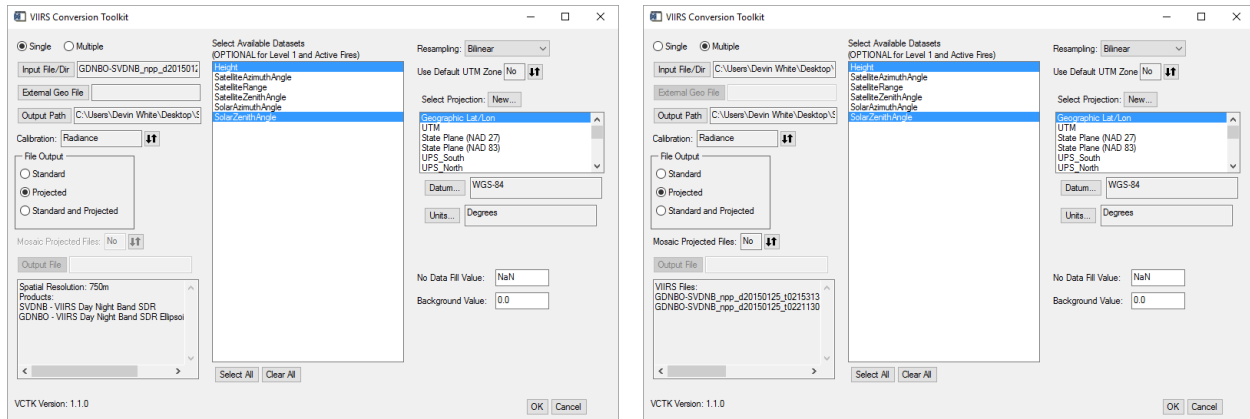 VIIRS Conversion Toolkit
Single Multiple
Input File/Dir GDNBO-SVDNB_npp_d2015012
External Geo File
Output Path C:\Users\Devin White\Desktop\S
Calibration: Radiance
File Output
Standard
Projected
Standard and Projected
Mosaic Projected Files: No
Output File
Spatial Resolution: 750m
Products:
SVDNB - VIIRS Day Night Band SDR
GDNBO - VIIRS Day Night Band SDR Ellipsoi
VCTK Version: 1.1.0
Select Available Datasets
(OPTIONAL for Level 1 and Active Fires)
Height
SatelliteAzimuthAngle
SatelliteRange
SatelliteZenithAngle
SolarAzimuthAngle
SolarZenithAngle
Select All Clear All
Resampling: Bilinear
Use Default UTM Zone No
Select Projection: New...
Geographic Lat/Lon
UTM
State Plane (NAD 27)
State Plane (NAD 83)
UPS_South
UPS_North
Datum... WGS-84
Units... Degrees
No Data Fill Value: NaN
Background Value: 0.0
OK Cancel
VIIRS Conversion Toolkit
Single Multiple
Input File/Dir C:\Users\Devin White\Desktop\
External Geo File
Output Path C:\Users\Devin White\Desktop\S
Calibration: Radiance
File Output
Standard
Projected
Standard and Projected
Mosaic Projected Files: No
Output File
VIIRS Files:
GDNBO-SVDNB_npp_d20150125_t0215313
GDNBO-SVDNB_npp_d20150125_t0221130
VCTK Version: 1.1.0
Select Available Datasets
(OPTIONAL for Level 1 and Active Fires)
Height
SatelliteAzimuthAngle
SatelliteRange
SatelliteZenithAngle
SolarAzimuthAngle
SolarZenithAngle
Select All Clear All
Resampling: Bilinear
Use Default UTM Zone No
Select Projection: New...
Geographic Lat/Lon
UTM
State Plane (NAD 27)
State Plane (NAD 83)
UPS_South
UPS_North
Datum... WGS-84
Units... Degrees
No Data Fill Value: NaN
Background Value: 0.0
OK Cancel